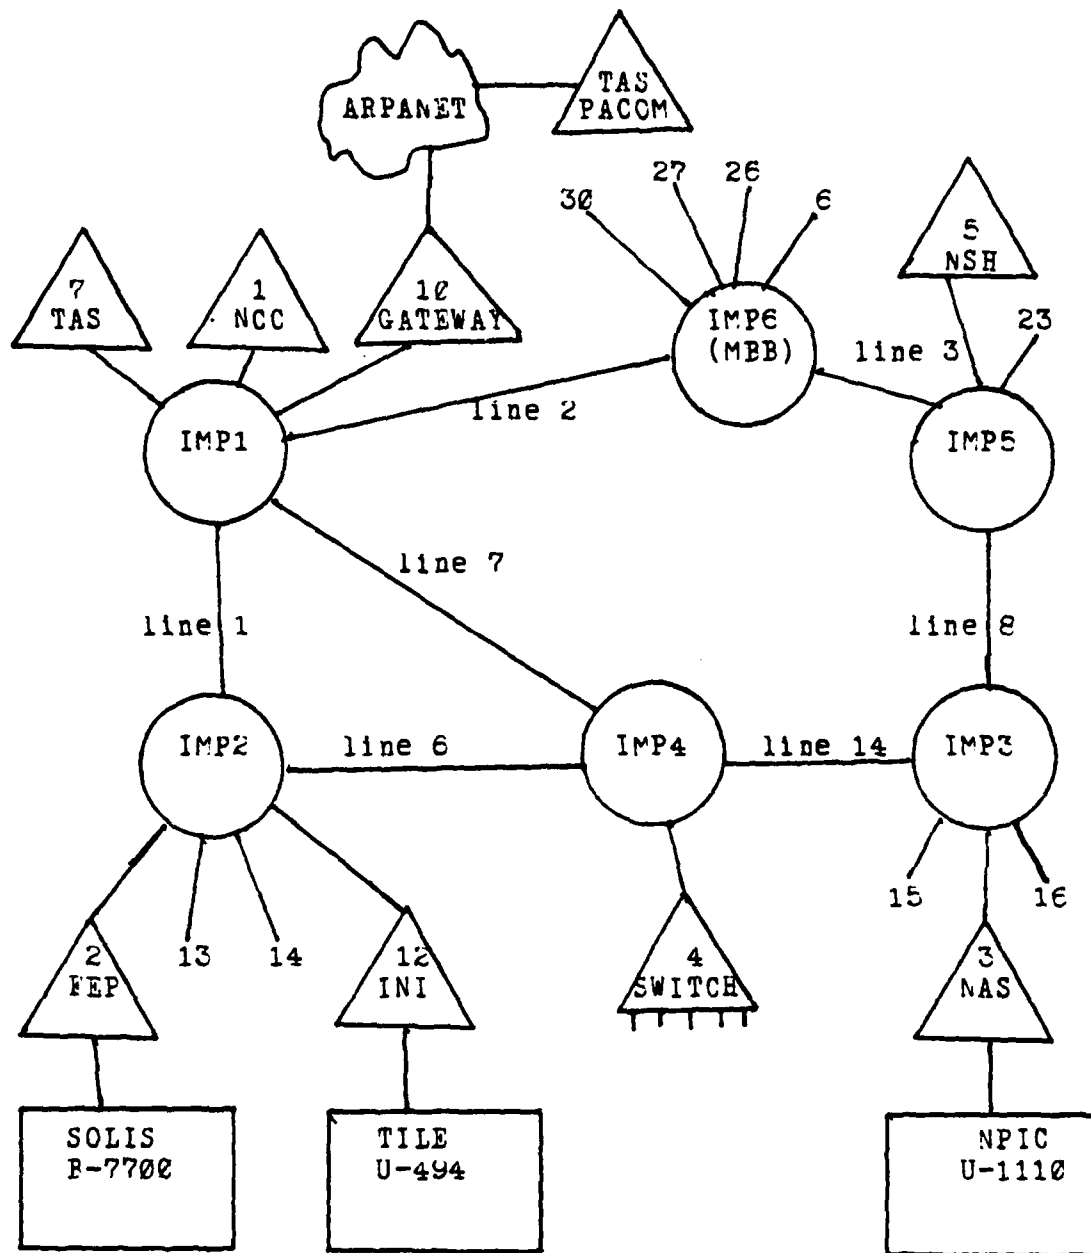 TAS
PACOM
ARPANET
27
26
30
6
5
NSH
7
TAS
1
NCC
10
GATEWAY
IMP6
(MBB)
23
line 3
line 2
IMP1
IMP5
line 7
line 1
line 8
IMP2
line 6
IMP4
line 14
IMP3
15
16
2
FEP
13
14
12
INI
4
SWITCH
3
NAS
SOLIS
B-7700
TILE
U-494
NPIC
U-1110